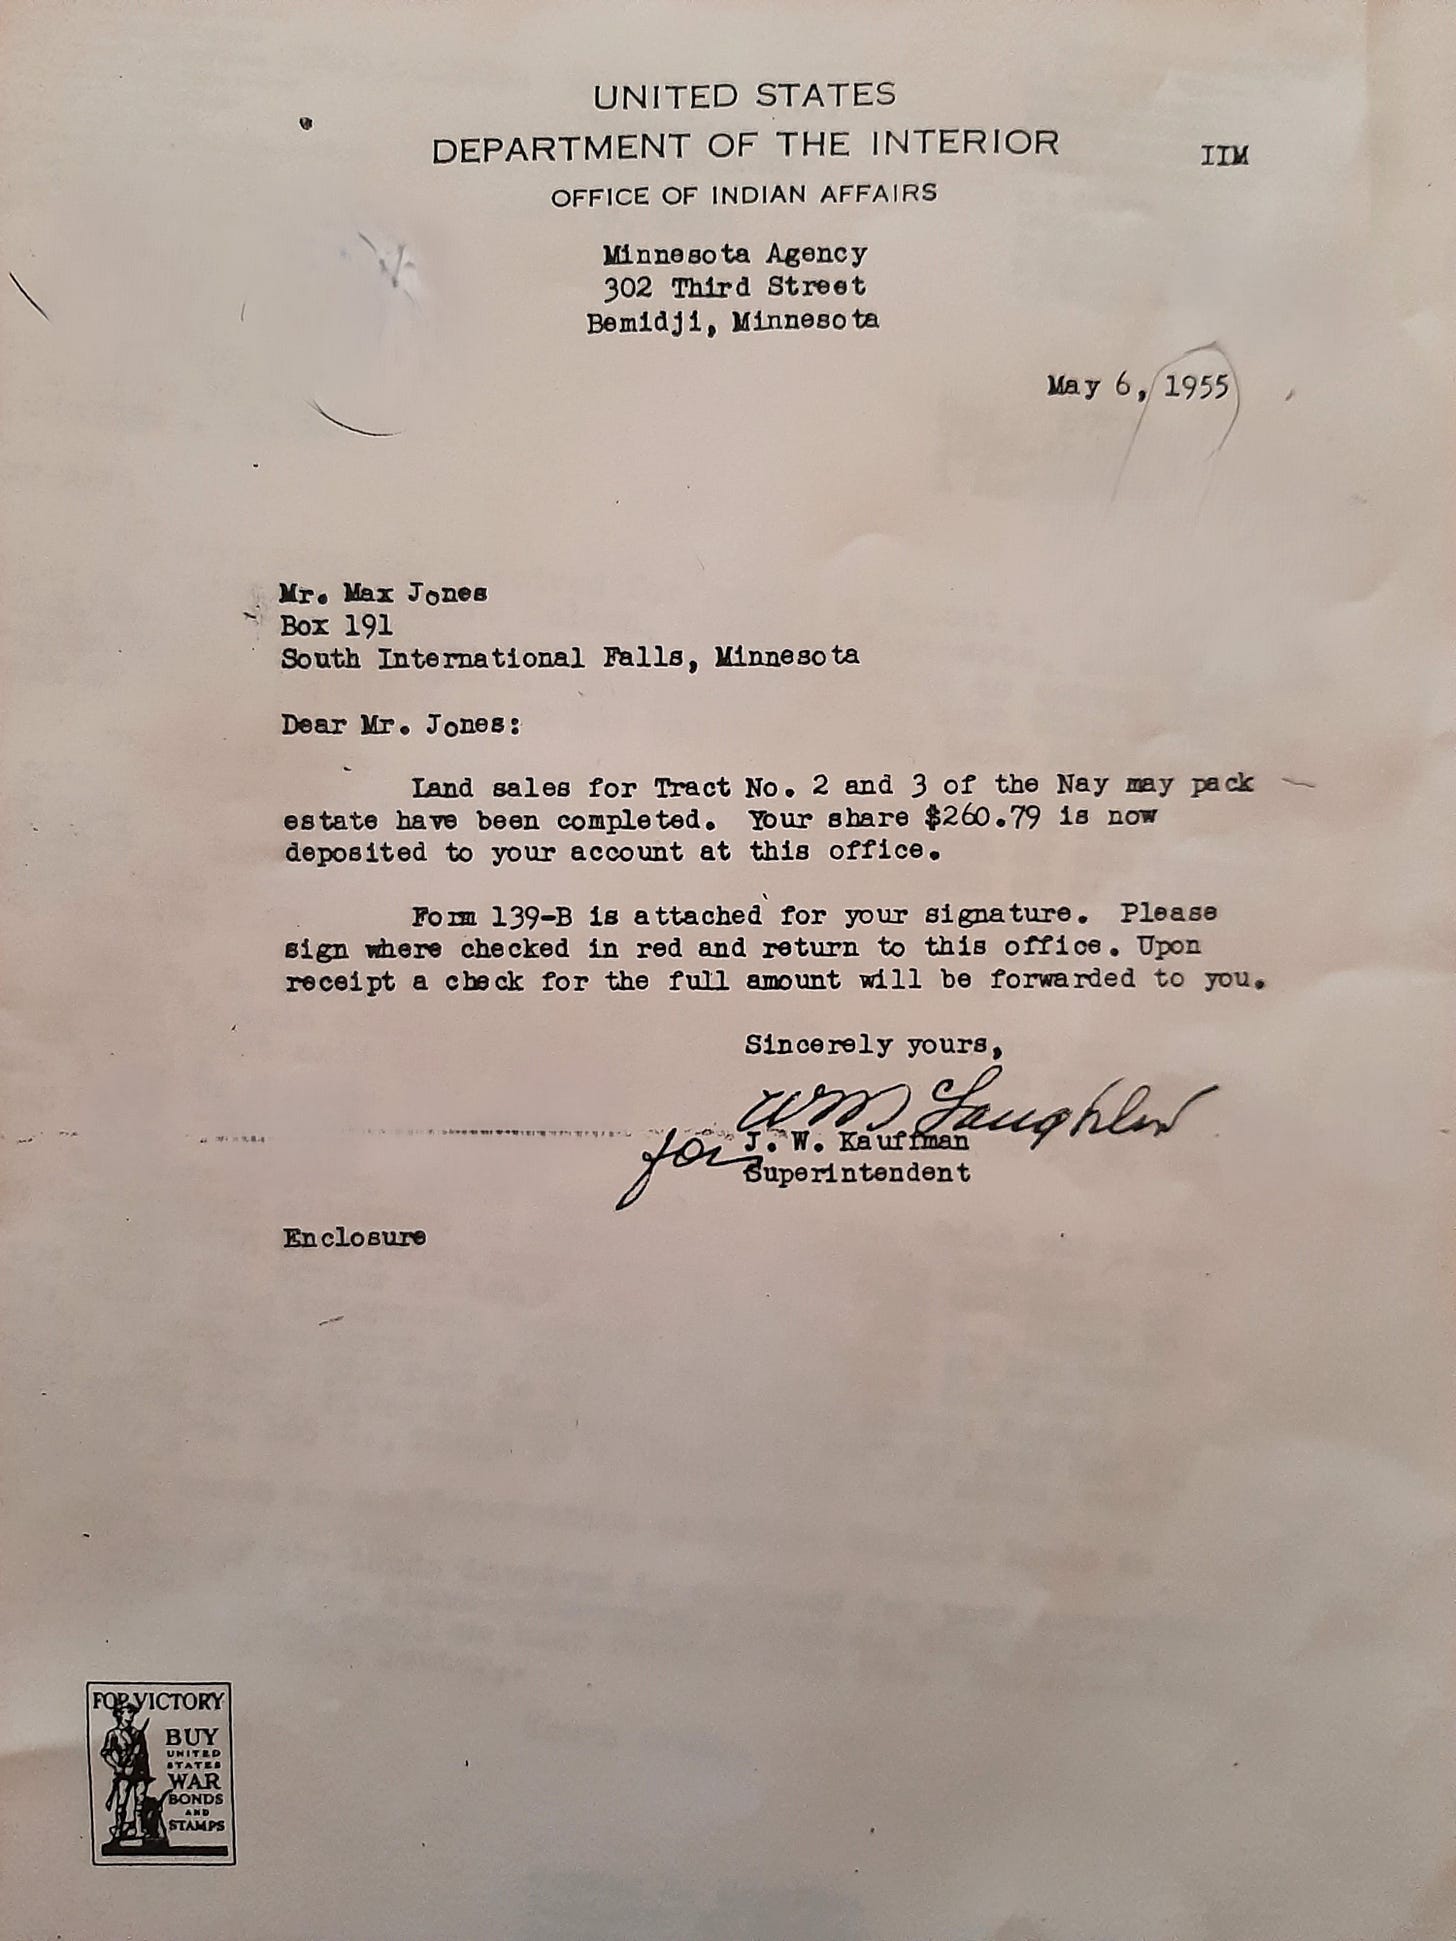 UNITED STATES
DEPARTMENT OF THE INTERIOR
IIM
OFFICE OF INDIAN AFFAIRS
Minnesota Agency
302 Third Street
Bemidji, Minnesota
May 6, 1955
Mr. Max Jones
Box 191
South International Falls, Minnesota
Dear Mr. Jones:
Land sales for Tract No. 2 and 3 of the Nay may pack
estate have been completed. Your share $260.79 is now
deposited to your account at this office.
Form 139-B is attached for your signature. Please
sign where checked in red and return to this office. Upon
receipt a check for the full amount will be forwarded to you.
Sincerely yours,
for J. W. Kauffman
Superintendent
Enclosure
FOR VICTORY
BUY
UNITED
STATES
WAR
BONDS
AND
STAMPS